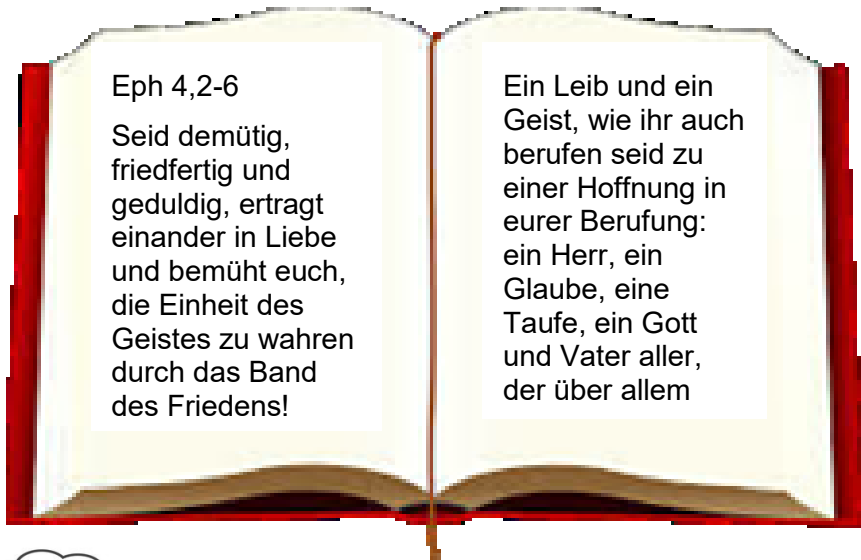 Eph 4,2-6
Seid demütig,
friedfertig und
geduldig, ertragt
einander in Liebe
und bemüht euch,
die Einheit des
Geistes zu wahren
durch das Band
des Friedens!
Ein Leib und ein
Geist, wie ihr auch
berufen seid zu
einer Hoffnung in
eurer Berufung:
ein Herr, ein
Glaube, eine
Taufe, ein Gott
und Vater aller,
der über allem